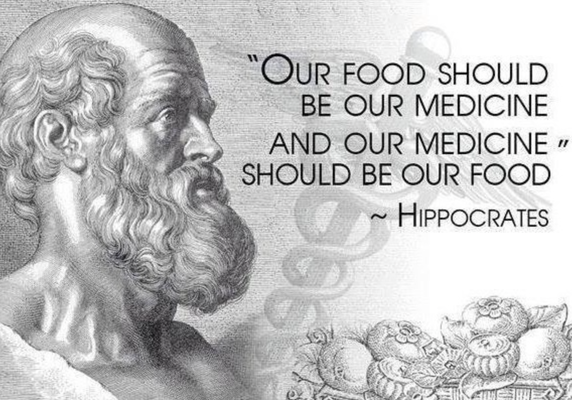 “OUR FOOD SHOULD
BE OUR MEDICINE
AND OUR MEDICINE ”
SHOULD BE OUR FOOD
~ HIPPOCRATES